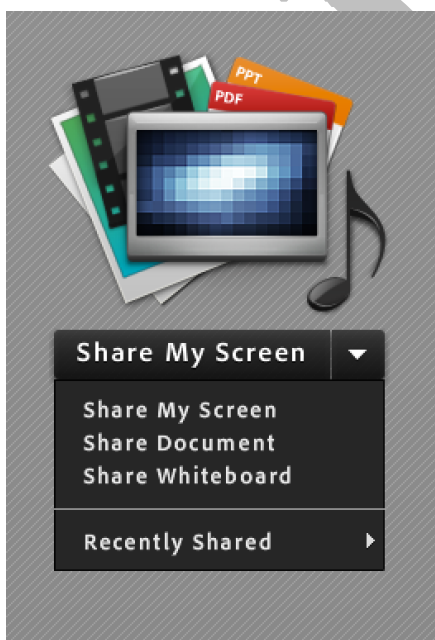 PPT
PDF
Share My Screen
Share My Screen
Share Document
Share Whiteboard
Recently Shared